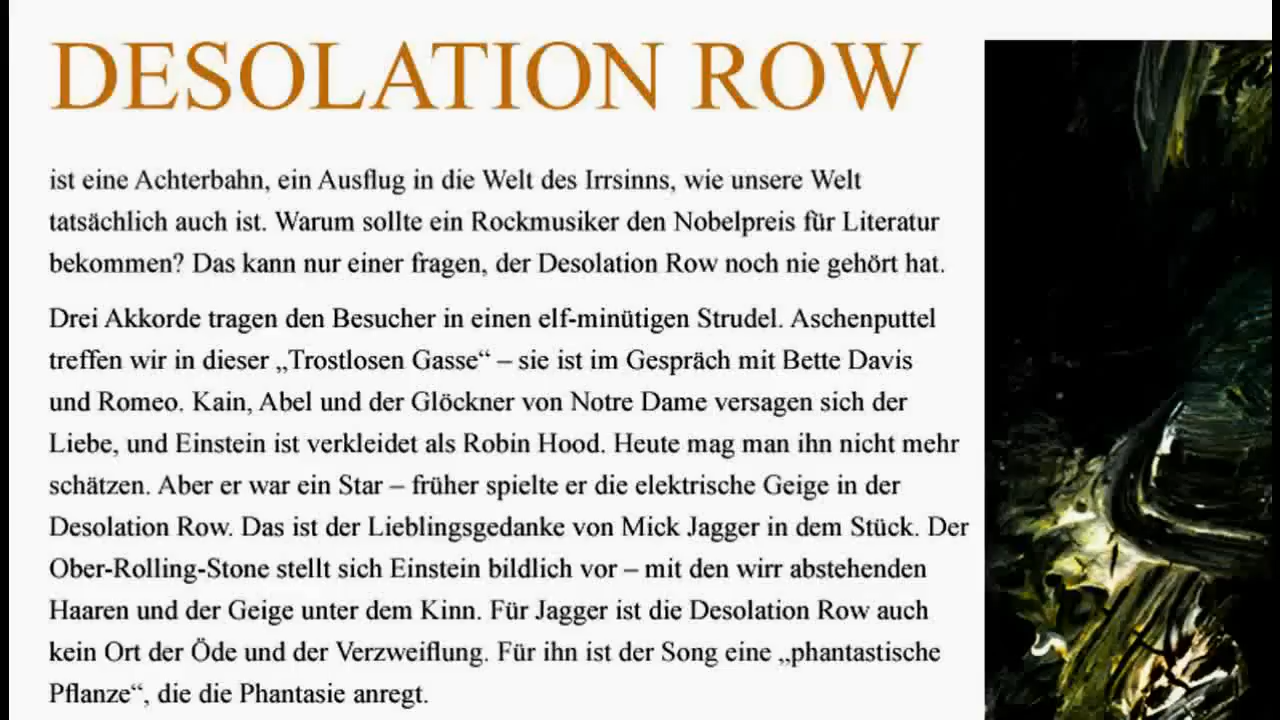 DESOLATION ROW
ist eine Achterbahn, ein Ausflug in die Welt des Irrsinns, wie unsere Welt
tatsächlich auch ist. Warum sollte ein Rockmusiker den Nobelpreis für Literatur
bekommen? Das kann nur einer fragen, der Desolation Row noch nie gehört hat.
Drei Akkorde tragen den Besucher in einen elf-minütigen Strudel. Aschenputtel
treffen wir in dieser „Trostlosen Gasse“ – sie ist im Gespräch mit Bette Davis
und Romeo. Kain, Abel und der Glöckner von Notre Dame versagen sich der
Liebe, und Einstein ist verkleidet als Robin Hood. Heute mag man ihn nicht mehr
schätzen. Aber er war ein Star – früher spielte er die elektrische Geige in der
Desolation Row. Das ist der Lieblingsgedanke von Mick Jagger in dem Stück. Der
Ober-Rolling-Stone stellt sich Einstein bildlich vor – mit den wirr abstehenden
Haaren und der Geige unter dem Kinn. Für Jagger ist die Desolation Row auch
kein Ort der Öde und der Verzweiflung. Für ihn ist der Song eine „phantastische
Pflanze“, die die Phantasie anregt.